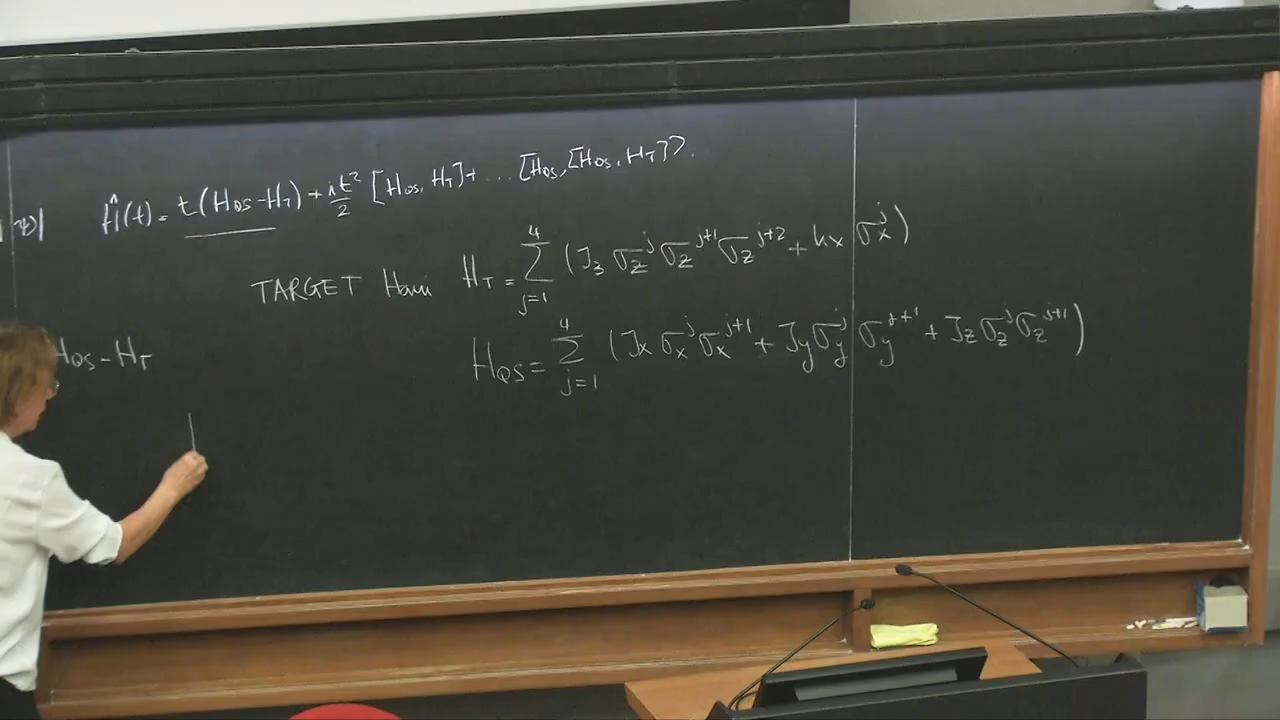 ψ)| Ĥ(t) = t(H_QS - H_T) + it²/2 [H_QS, H_T] + ... [H_QS, [H_QS, H_T]].
TARGET Ham H_T = ∑_{j=1}^{4} (J_3 σ_z^j σ_z^{j+1} σ_z^{j+2} + h_x σ_x^j)
H_QS - H_T
H_QS = ∑_{j=1}^{4} (J_x σ_x^j σ_x^{j+1} + J_y σ_y^j σ_y^{j+1} + J_z σ_z^j σ_z^{j+1})